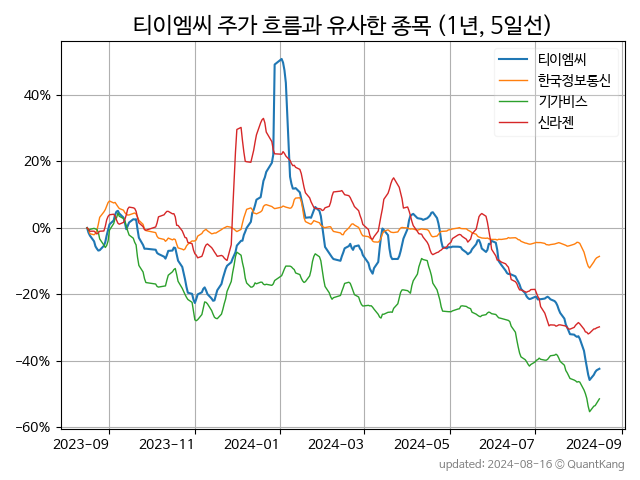 티이엠씨 주가 흐름과 유사한 종목 (1년, 5일선)
티이엠씨
한국정보통신
기가비스
신라젠
40%
20%
0%
−20%
−40%
−60%
2023-09 2023-11 2024-01 2024-03 2024-05 2024-07 2024-09
updated: 2024-08-16 © QuantKang